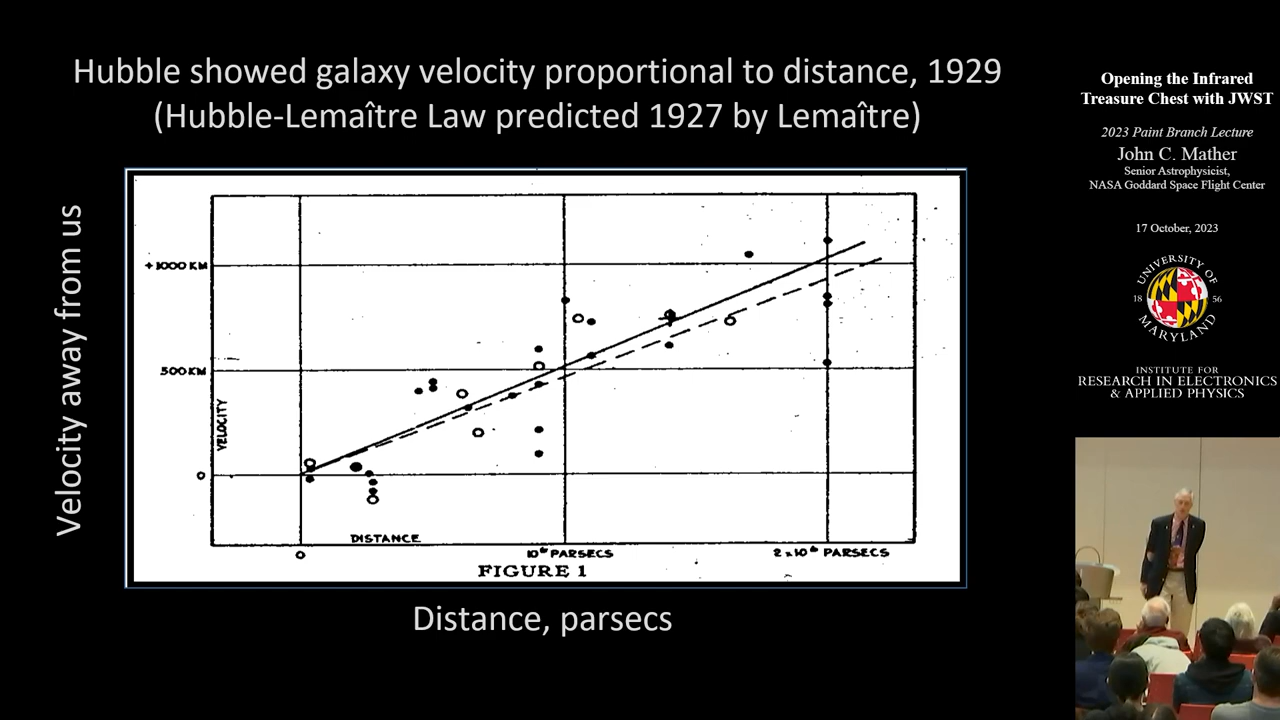 Hubble showed galaxy velocity proportional to distance, 1929
(Hubble-Lemaître Law predicted 1927 by Lemaître)
Velocity away from us
+1000 KM
500 KM
0
VELOCITY
DISTANCE
0
10⁶ PARSECS
2 x 10⁶ PARSECS
FIGURE 1
Distance, parsecs
Opening the Infrared
Treasure Chest with JWST
2023 Paint Branch Lecture
John C. Mather
Senior Astrophysicist,
NASA Goddard Space Flight Center
17 October, 2023
UNIVERSITY OF
18 56
MARYLAND
INSTITUTE FOR
RESEARCH IN ELECTRONICS
& APPLIED PHYSICS